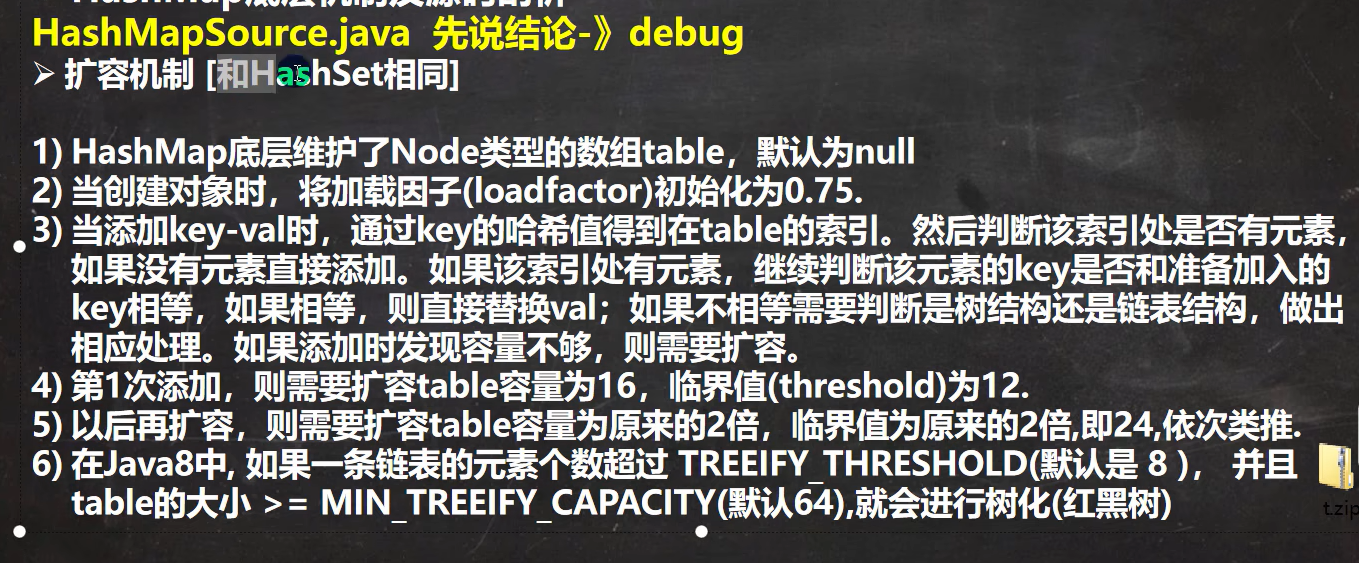 HashMapSource.java 先说结论-》debug
➢ 扩容机制 [和HashSet相同]
1) HashMap底层维护了Node类型的数组table，默认为null
2) 当创建对象时，将加载因子(loadfactor)初始化为0.75.
3) 当添加key-val时，通过key的哈希值得到在table的索引。然后判断该索引处是否有元素，
如果没有元素直接添加。如果该索引处有元素，继续判断该元素的key是否和准备加入的
key相等，如果相等，则直接替换val；如果不相等需要判断是树结构还是链表结构，做出
相应处理。如果添加时发现容量不够，则需要扩容。
4) 第1次添加，则需要扩容table容量为16，临界值(threshold)为12.
5) 以后再扩容，则需要扩容table容量为原来的2倍，临界值为原来的2倍,即24,依次类推.
6) 在Java8中, 如果一条链表的元素个数超过 TREEIFY_THRESHOLD(默认是 8 )， 并且
table的大小 >= MIN_TREEIFY_CAPACITY(默认64),就会进行树化(红黑树)
t.zip